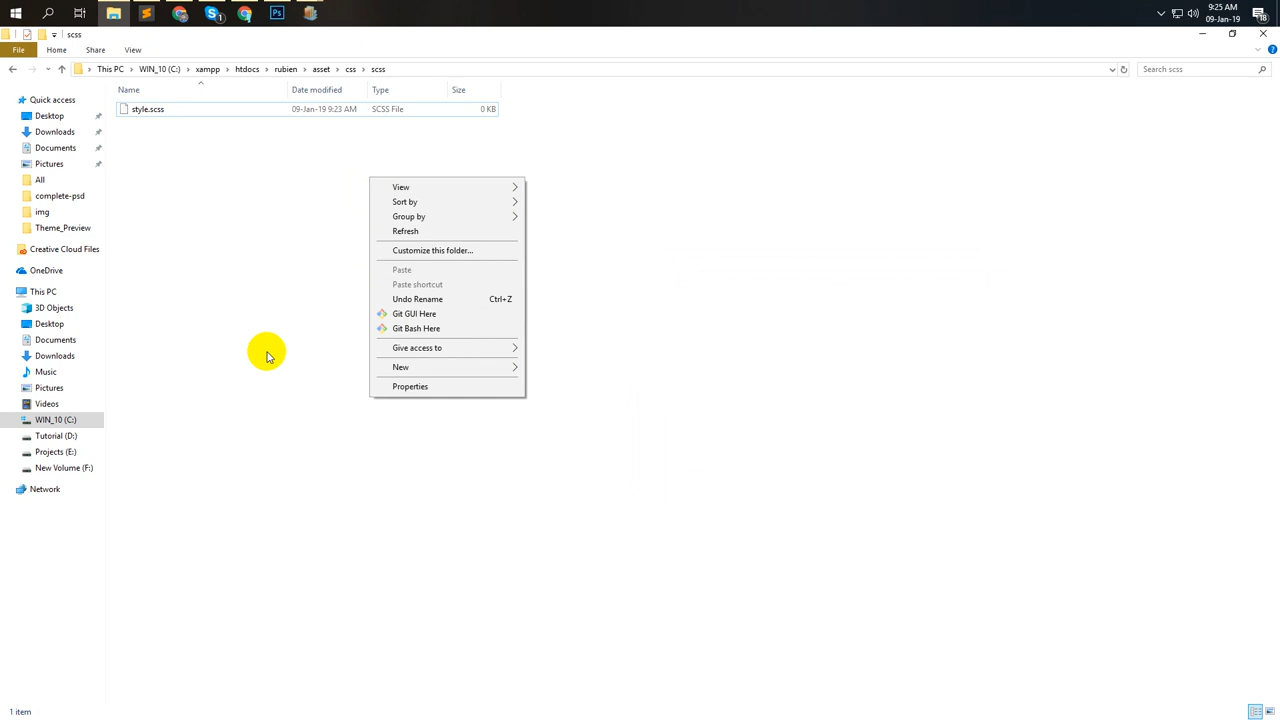 9:25 AM
09-Jan-19
18
1
Ps
scss
File
Home
Share
View
This PC
WIN_10 (C:)
xampp
htdocs
rubien
asset
css
scss
Search scss
Name
Date modified
Type
Size
style.scss
09-Jan-19 9:23 AM
SCSS File
0 KB
Quick access
Desktop
Downloads
Documents
Pictures
All
complete-psd
img
Theme_Preview
Creative Cloud Files
OneDrive
This PC
3D Objects
Desktop
Documents
Downloads
Music
Pictures
Videos
WIN_10 (C:)
Tutorial (D:)
Projects (E:)
New Volume (F:)
Network
View
Sort by
Group by
Refresh
Customize this folder...
Paste
Paste shortcut
Undo Rename Ctrl+Z
Git GUI Here
Git Bash Here
Give access to
New
Properties
1 item